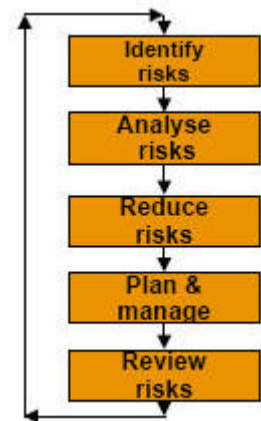 Identify
risks
Analyse
risks
Reduce
risks
Plan &
manage
Review
risks